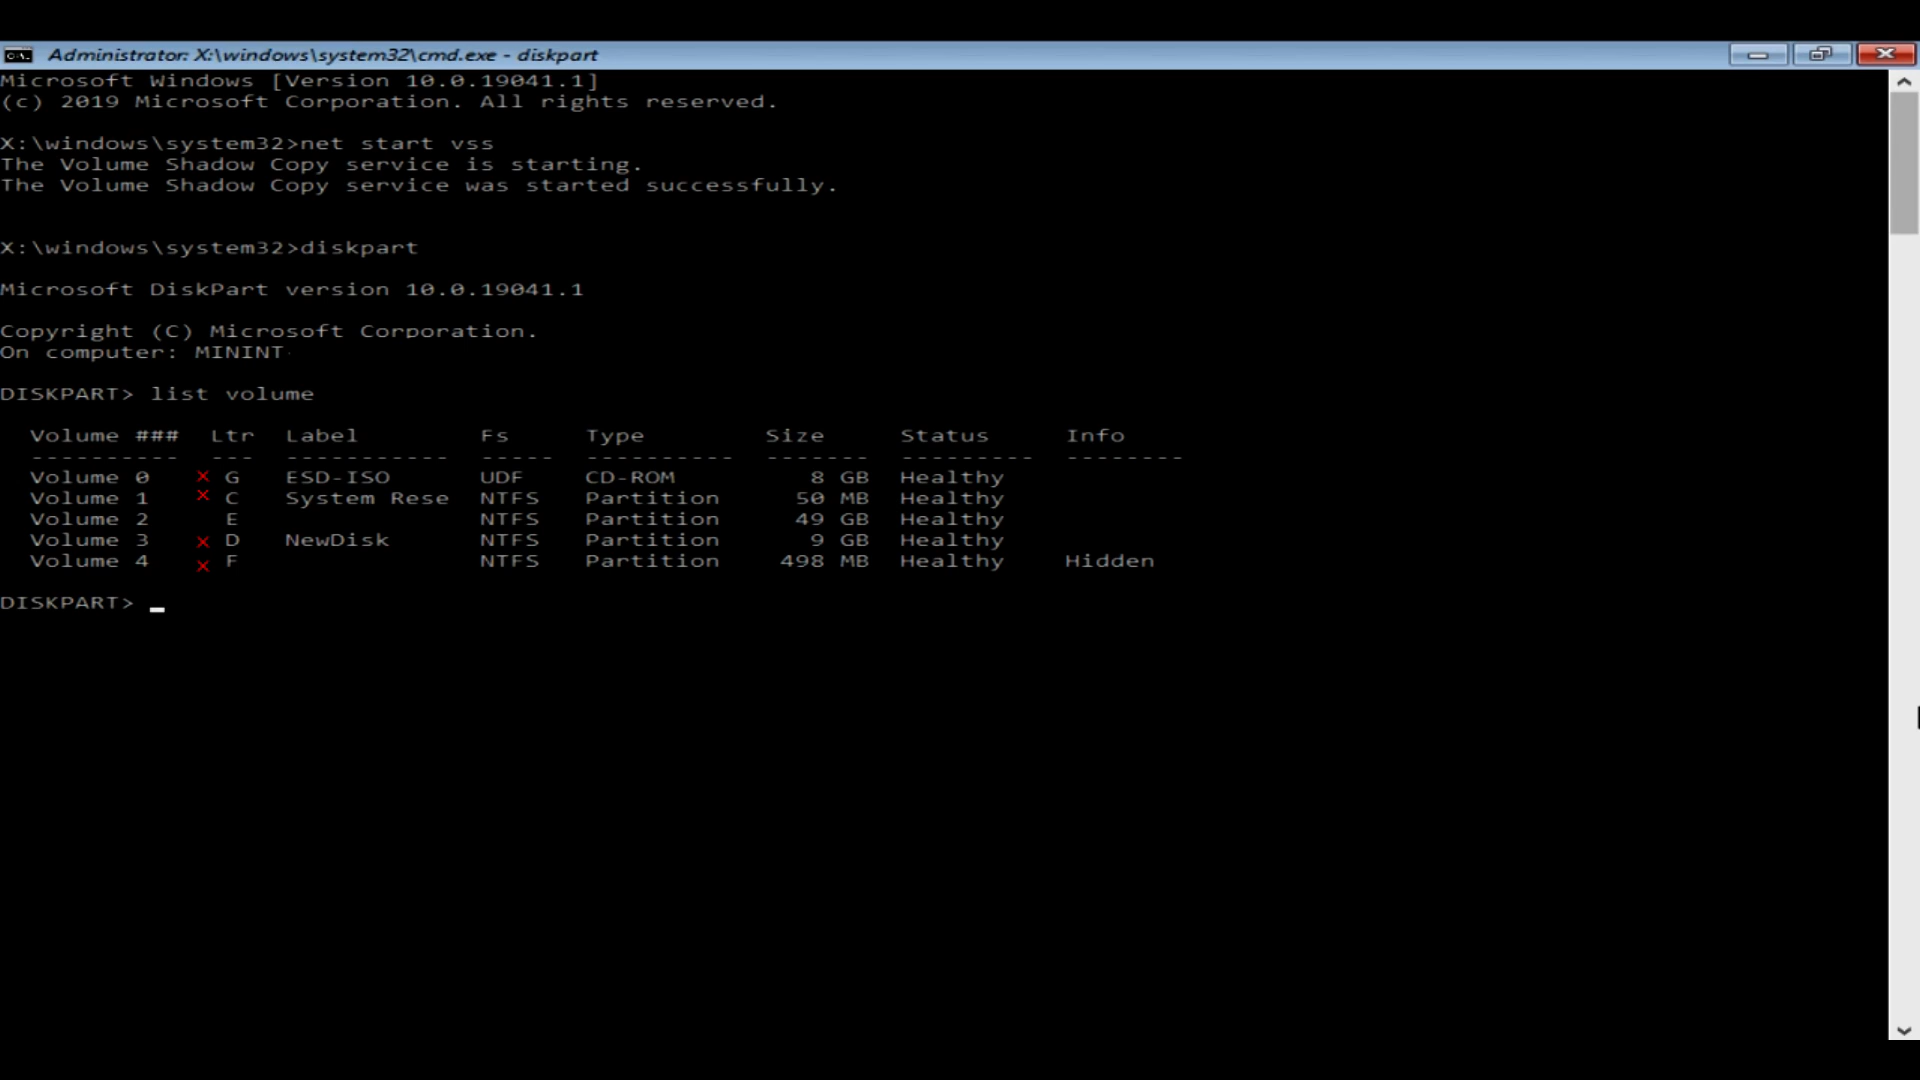 Administrator: X:\windows\system32\cmd.exe - diskpart
Microsoft Windows [Version 10.0.19041.1]
(c) 2019 Microsoft Corporation. All rights reserved.
X:\windows\system32>net start vss
The Volume Shadow Copy service is starting.
The Volume Shadow Copy service was started successfully.
X:\windows\system32>diskpart
Microsoft DiskPart version 10.0.19041.1
Copyright (C) Microsoft Corporation.
On computer: MININT
DISKPART> list volume
Volume ### Ltr Label Fs Type Size Status Info
---------- --- ----------- ----- ---------- ------- --------- --------
Volume 0 × G ESD-ISO UDF CD-ROM 8 GB Healthy
Volume 1 × C System Rese NTFS Partition 50 MB Healthy
Volume 2 E NTFS Partition 49 GB Healthy
Volume 3 × D NewDisk NTFS Partition 9 GB Healthy
Volume 4 × F NTFS Partition 498 MB Healthy Hidden
DISKPART> _